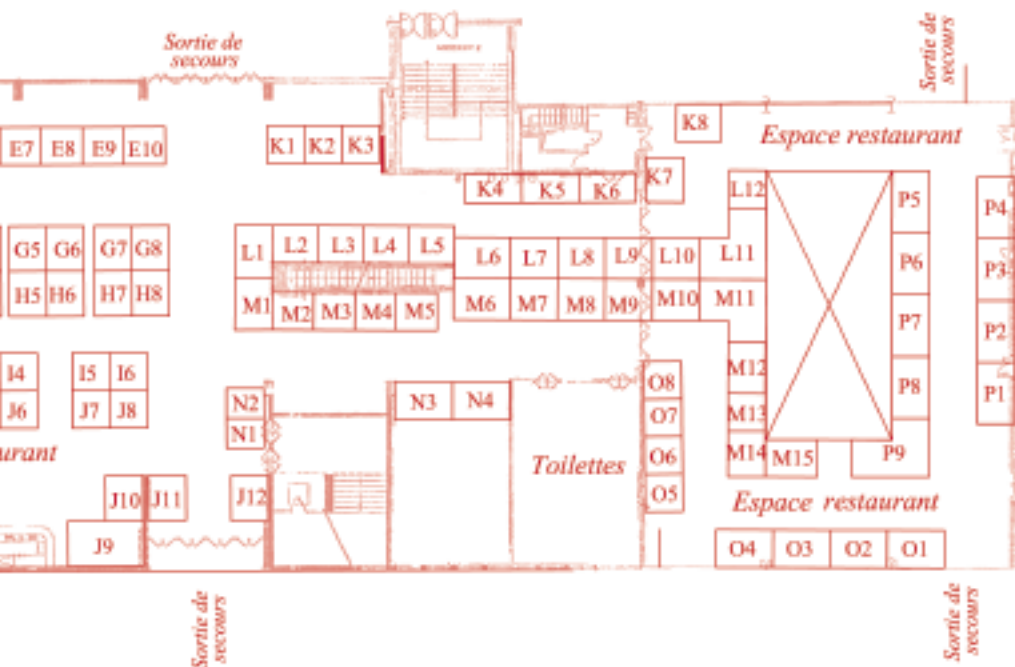 Sortie de
secours
Sortie de
secours
K8
Espace restaurant
E7 E8 E9 E10
K1 K2 K3
K4 K5 K6
K7
L12
P5
P4
G5 G6 G7 G8
L1 L2 L3 L4 L5
L6 L7 L8 L9 L10 L11
P6
P3
H5 H6 H7 H8
M1 M2 M3 M4 M5
M6 M7 M8 M9 M10 M11
P7
P2
I4 I5 I6
M12
O8
P8
P1
J6 J7 J8
N2
N3 N4
O7
M13
N1
urant
Toilettes
O6
M14 M15
P9
J10 J11 J12
O5
Espace restaurant
J9
O4 O3 O2 O1
Sortie de
secours
Sortie de
secours